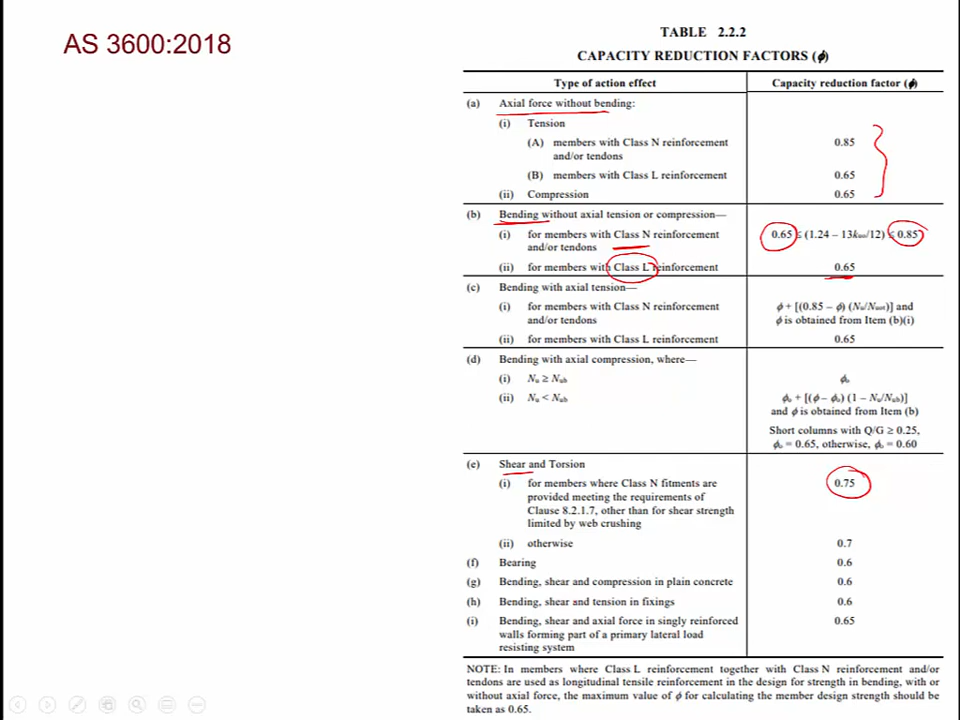 AS 3600:2018
TABLE 2.2.2
CAPACITY REDUCTION FACTORS (ϕ)
Type of action effect Capacity reduction factor (ϕ)
(a) Axial force without bending:
(i) Tension
(A) members with Class N reinforcement 0.85
and/or tendons
(B) members with Class L reinforcement 0.65
(ii) Compression 0.65
(b) Bending without axial tension or compression—
(i) for members with Class N reinforcement 0.65 ≤ (1.24 – 13kuo/12) ≤ 0.85
and/or tendons
(ii) for members with Class L reinforcement 0.65
(c) Bending with axial tension—
(i) for members with Class N reinforcement ϕ + [(0.85 – ϕ) (Nu/Nuot)] and
and/or tendons ϕ is obtained from Item (b)(i)
(ii) for members with Class L reinforcement 0.65
(d) Bending with axial compression, where—
(i) Nu ≥ Nub ϕo
(ii) Nu < Nub ϕo + [(ϕ – ϕo) (1 – Nu/Nub)]
and ϕ is obtained from Item (b)
Short columns with Q/G ≥ 0.25,
ϕo = 0.65, otherwise, ϕo = 0.60
(e) Shear and Torsion
(i) for members where Class N fitments are 0.75
provided meeting the requirements of
Clause 8.2.1.7, other than for shear strength
limited by web crushing
(ii) otherwise 0.7
(f) Bearing 0.6
(g) Bending, shear and compression in plain concrete 0.6
(h) Bending, shear and tension in fixings 0.6
(i) Bending, shear and axial force in singly reinforced 0.65
walls forming part of a primary lateral load
resisting system
NOTE: In members where Class L reinforcement together with Class N reinforcement and/or
tendons are used as longitudinal tensile reinforcement in the design for strength in bending, with or
without axial force, the maximum value of ϕ for calculating the member design strength should be
taken as 0.65.